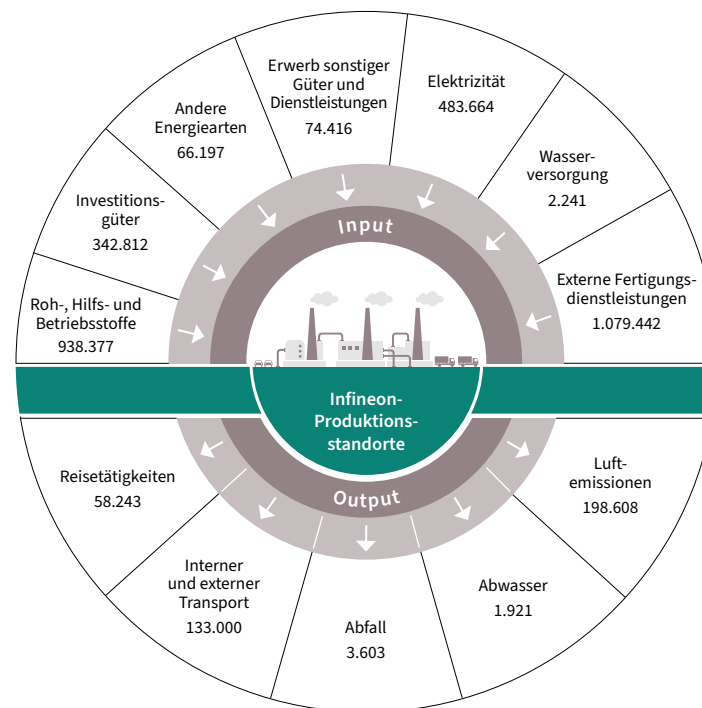 Erwerb sonstiger
Güter und
Dienstleistungen
74.416
Elektrizität
483.664
Andere
Energiearten
66.197
Wasser-
versorgung
2.241
Investitions-
güter
342.812
Externe Fertigungs-
dienstleistungen
1.079.442
Roh-, Hilfs- und
Betriebsstoffe
938.377
Input
Infineon-
Produktions-
standorte
Output
Reisetätigkeiten
58.243
Interner
und externer
Transport
133.000
Abfall
3.603
Abwasser
1.921
Luft-
emissionen
198.608